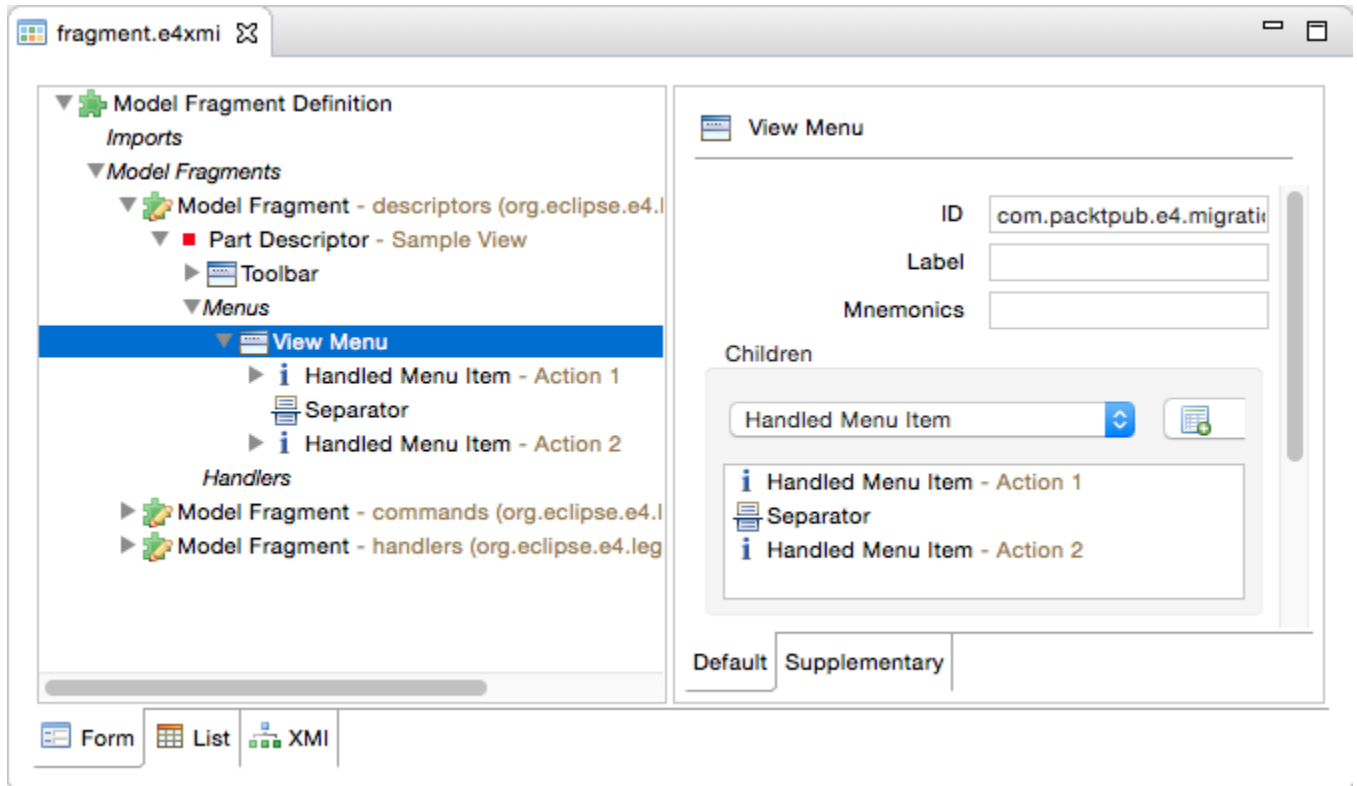 fragment.e4xmi
Model Fragment Definition
Imports
Model Fragments
Model Fragment - descriptors (org.eclipse.e4.l
Part Descriptor - Sample View
Toolbar
Menus
View Menu
Handled Menu Item - Action 1
Separator
Handled Menu Item - Action 2
Handlers
Model Fragment - commands (org.eclipse.e4.l
Model Fragment - handlers (org.eclipse.e4.leg
View Menu
ID com.packtpub.e4.migratio
Label
Mnemonics
Children
Handled Menu Item
Handled Menu Item - Action 1
Separator
Handled Menu Item - Action 2
Default Supplementary
Form List XMI